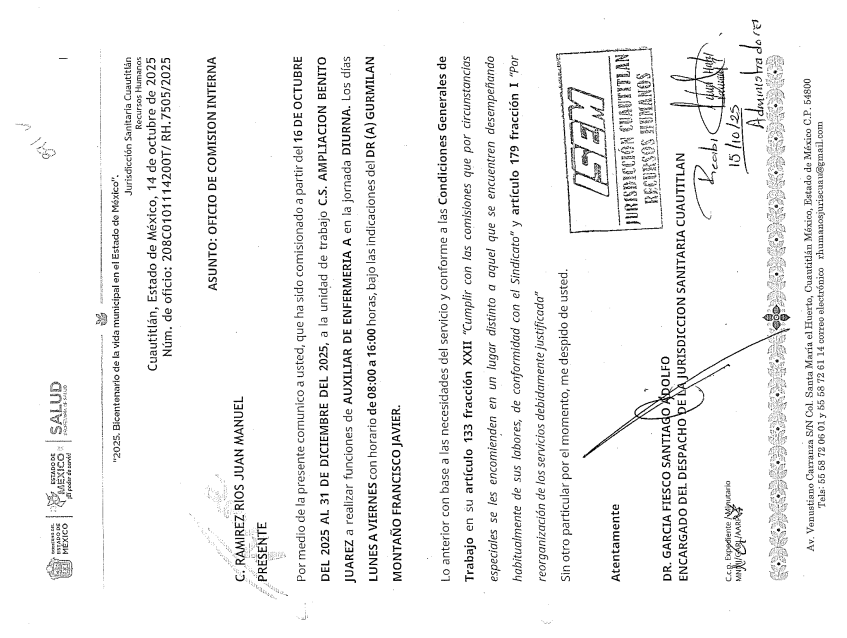 GOBIERNO DEL
ESTADO DE
MÉXICO
ESTADO DE
MÉXICO
¡El poder de servir!
SALUD
"2025. Bicentenario de la vida municipal en el Estado de México".
Jurisdicción Sanitaria Cuautitlán
Recursos Humanos
Cuautitlán, Estado de México, 14 de octubre de 2025
Núm. de oficio: 208C0101114200T/ RH.7505/2025
ASUNTO: OFICIO DE COMISION INTERNA
C. RAMIREZ RIOS JUAN MANUEL
PRESENTE
Por medio de la presente comunico a usted, que ha sido comisionado a partir del 16 DE OCTUBRE
DEL 2025 AL 31 DE DICIEMBRE DEL 2025, a la unidad de trabajo C.S. AMPLIACION BENITO
JUAREZ a realizar funciones de AUXILIAR DE ENFERMERIA A en la jornada DIURNA. Los días
LUNES A VIERNES con horario de 08:00 a 16:00 horas, bajo las indicaciones del DR (A) GURMILAN
MONTAÑO FRANCISCO JAVIER.
Lo anterior con base a las necesidades del servicio y conforme a las Condiciones Generales de
Trabajo en su artículo 133 fracción XXII "Cumplir con las comisiones que por circunstancias
especiales se les encomienden en un lugar distinto a aquel que se encuentren desempeñando
habitualmente de sus labores, de conformidad con el Sindicato" y artículo 179 fracción I "Por
reorganización de los servicios debidamente justificada"
Sin otro particular por el momento, me despido de usted.
Atentamente
ISEM
JURISDICCIÓN CUAUTITLAN
RECURSOS HUMANOS
DR. GARCIA FIESCO SANTIAGO ADOLFO
ENCARGADO DEL DESPACHO DE LA JURISDICCION SANITARIA CUAUTITLAN
Recibí
15/10/25
Administradora
C.c.p. Expediente /Minutario
Av. Venustiano Carranza S/N Col. Santa María el Huerto, Cuautitlán México, Estado de México C.P. 54800
Tels: 55 58 72 06 01 y 55 58 72 61 14 correo electrónico rhumanosjuriscuau@gmail.com